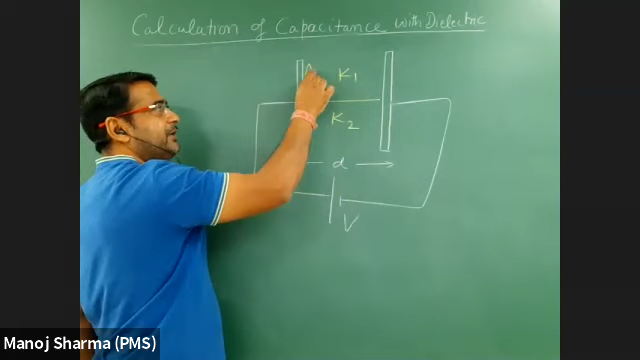 Calculation of Capacitance with Dielectric
K1
K2
d
V
Manoj Sharma (PMS)